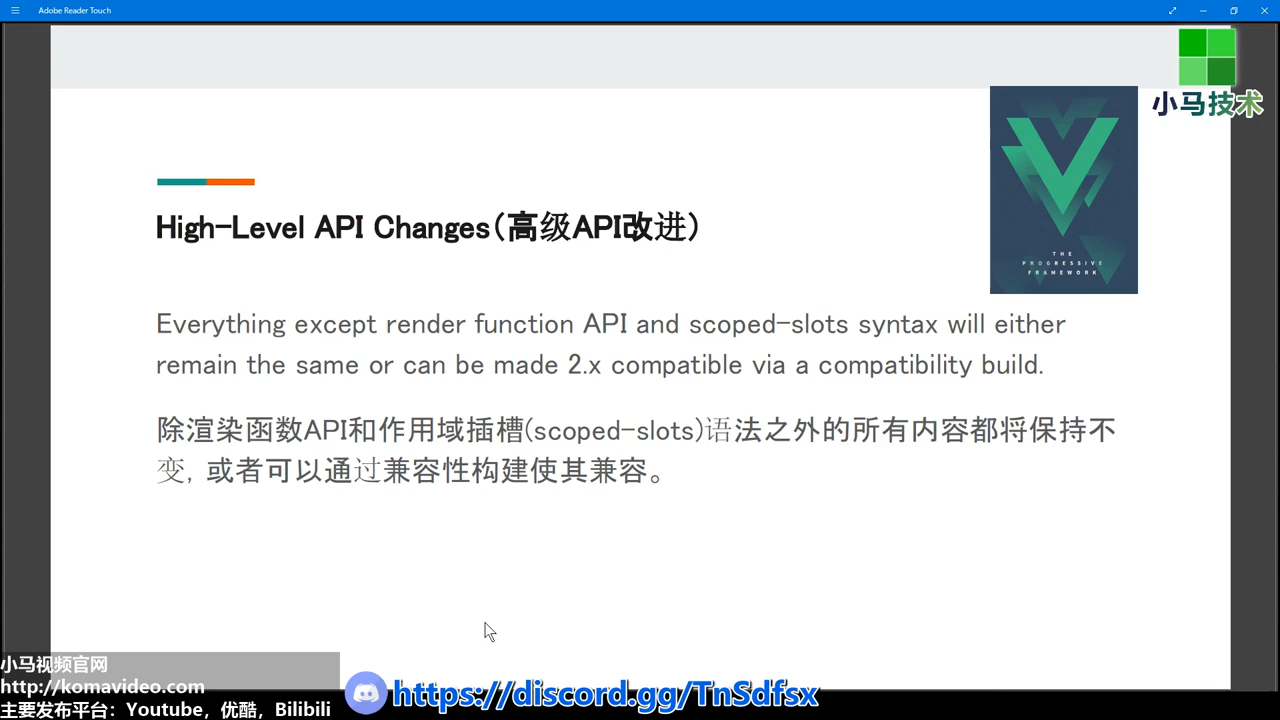 Adobe Reader Touch
小马技术
THE
PROGRESSIVE
FRAMEWORK
High-Level API Changes(高级API改进)
Everything except render function API and scoped-slots syntax will either
remain the same or can be made 2.x compatible via a compatibility build.
除渲染函数API和作用域插槽(scoped-slots)语法之外的所有内容都将保持不
变, 或者可以通过兼容性构建使其兼容。
小马视频官网
http://komavideo.com
主要发布平台: Youtube, 优酷, Bilibili
https://discord.gg/TnSdfsx